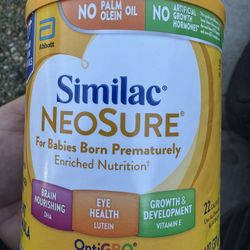 NO PALM
OLEIN OIL
NO ARTIFICIAL
GROWTH
HORMONES*
Abbott
Similac®
NEOSURE®
For Babies Born Prematurely
Enriched Nutrition†
BRAIN
NOURISHING
DHA
EYE
HEALTH
LUTEIN
GROWTH &
DEVELOPMENT
VITAMIN E
OptiGRO